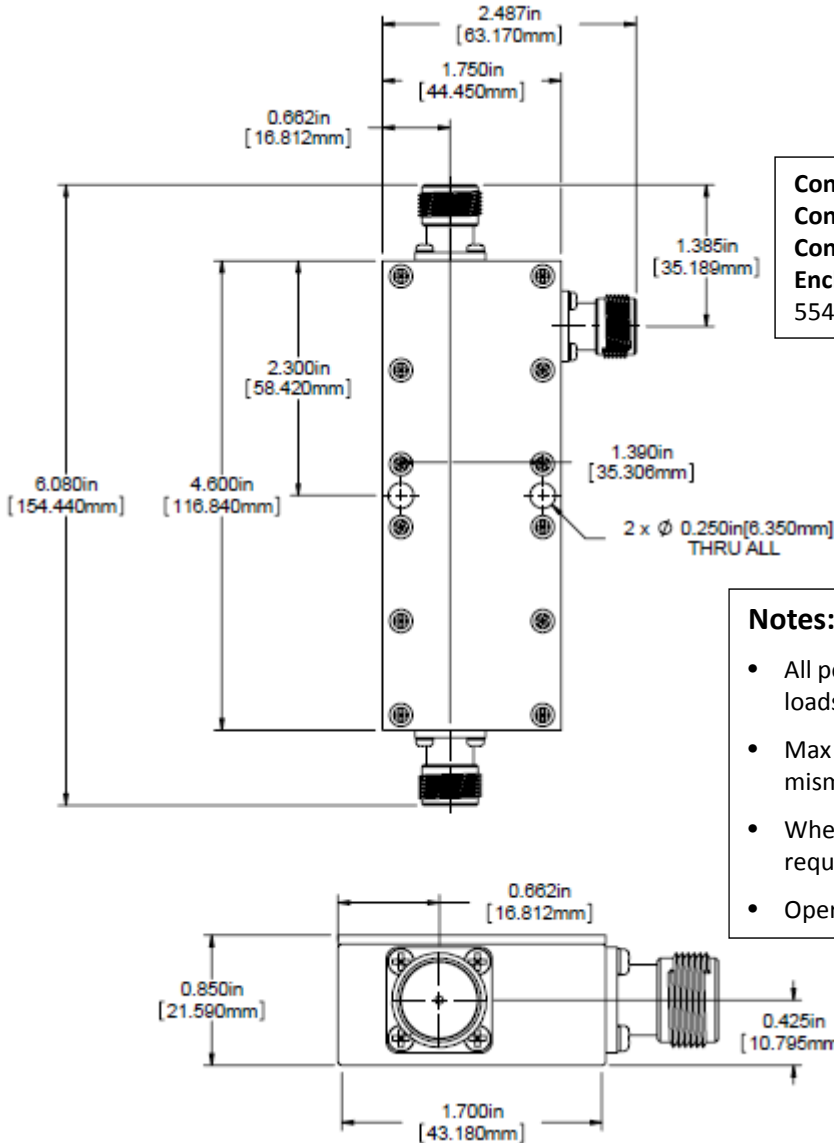 2.487in
[63.170mm]
1.750in
[44.450mm]
0.662in
[16.812mm]
1.385in
[35.189mm]
2.300in
[58.420mm]
1.390in
[35.306mm]
6.080in
[154.440mm]
4.600in
[116.840mm]
2 x Ø 0.250in[6.350mm]
THRU ALL
Con
Con
Con
Enc
554
Notes:
• All p
loads
• Max
mism
• Whe
requ
• Oper
0.662in
[16.812mm]
0.850in
[21.590mm]
0.425in
[10.795mm
1.700in
[43.180mm]